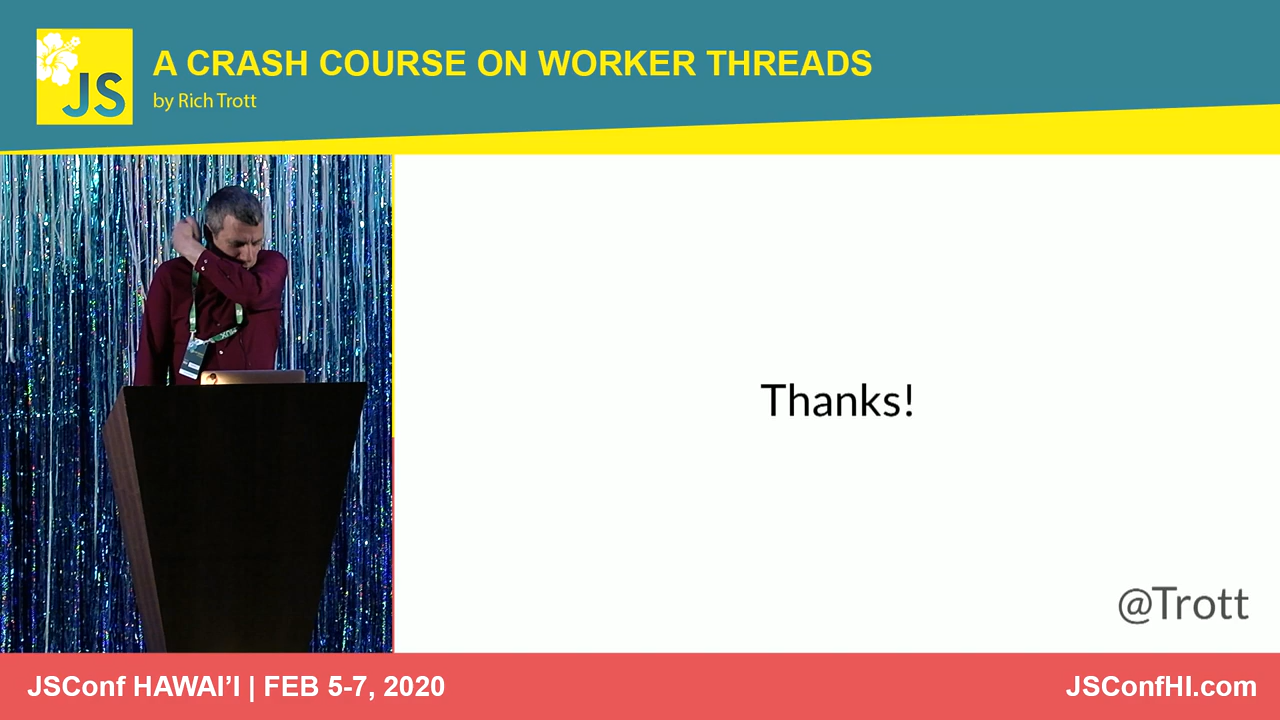 JS
A CRASH COURSE ON WORKER THREADS
by Rich Trott
Thanks!
@Trott
JSConf HAWAI’I | FEB 5-7, 2020
JSConfHI.com